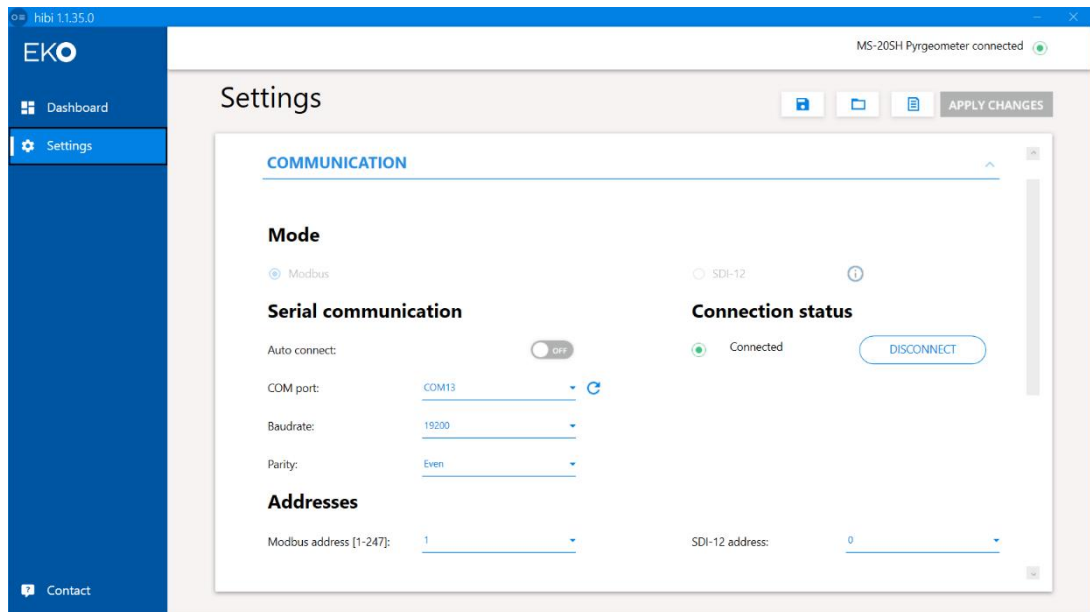 hibi 1.1.35.0
EKO
MS-20SH Pyrgeometer connected
Dashboard
Settings
Settings
APPLY CHANGES
COMMUNICATION
Mode
Modbus
SDI-12
Serial communication
Connection status
Auto connect:
OFF
Connected
DISCONNECT
COM port:
COM13
Baudrate:
19200
Parity:
Even
Addresses
Modbus address [1-247]:
1
SDI-12 address:
0
Contact